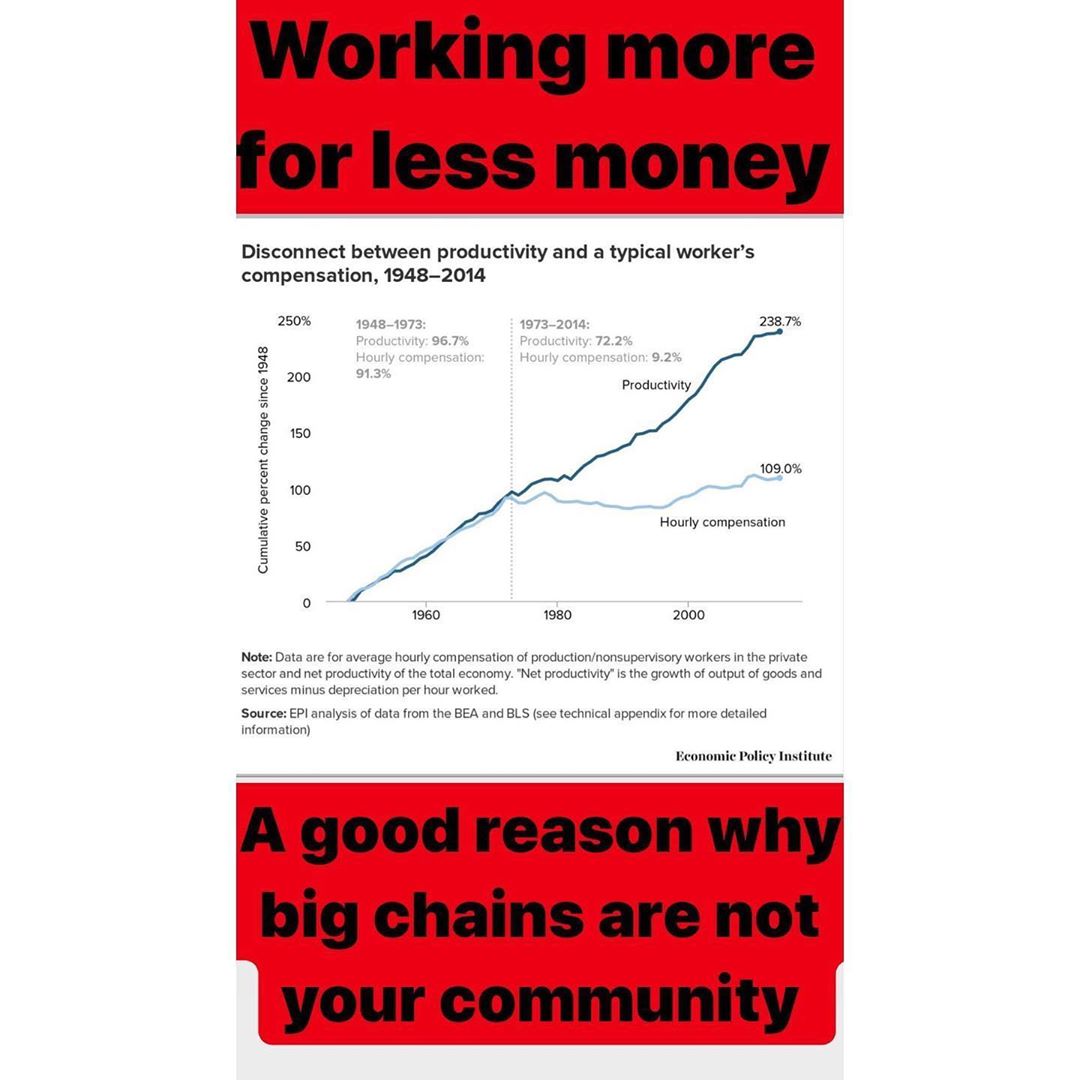 Working more
for less money
Disconnect between productivity and a typical worker's
compensation, 1948–2014
Cumulative percent change since 1948
250%
200
150
100
50
0
1948–1973:
Productivity: 96.7%
Hourly compensation:
91.3%
1973–2014:
Productivity: 72.2%
Hourly compensation: 9.2%
238.7%
Productivity
109.0%
Hourly compensation
1960
1980
2000
Note: Data are for average hourly compensation of production/nonsupervisory workers in the private
sector and net productivity of the total economy. "Net productivity" is the growth of output of goods and
services minus depreciation per hour worked.
Source: EPI analysis of data from the BEA and BLS (see technical appendix for more detailed
information)
Economic Policy Institute
A good reason why
big chains are not
your community